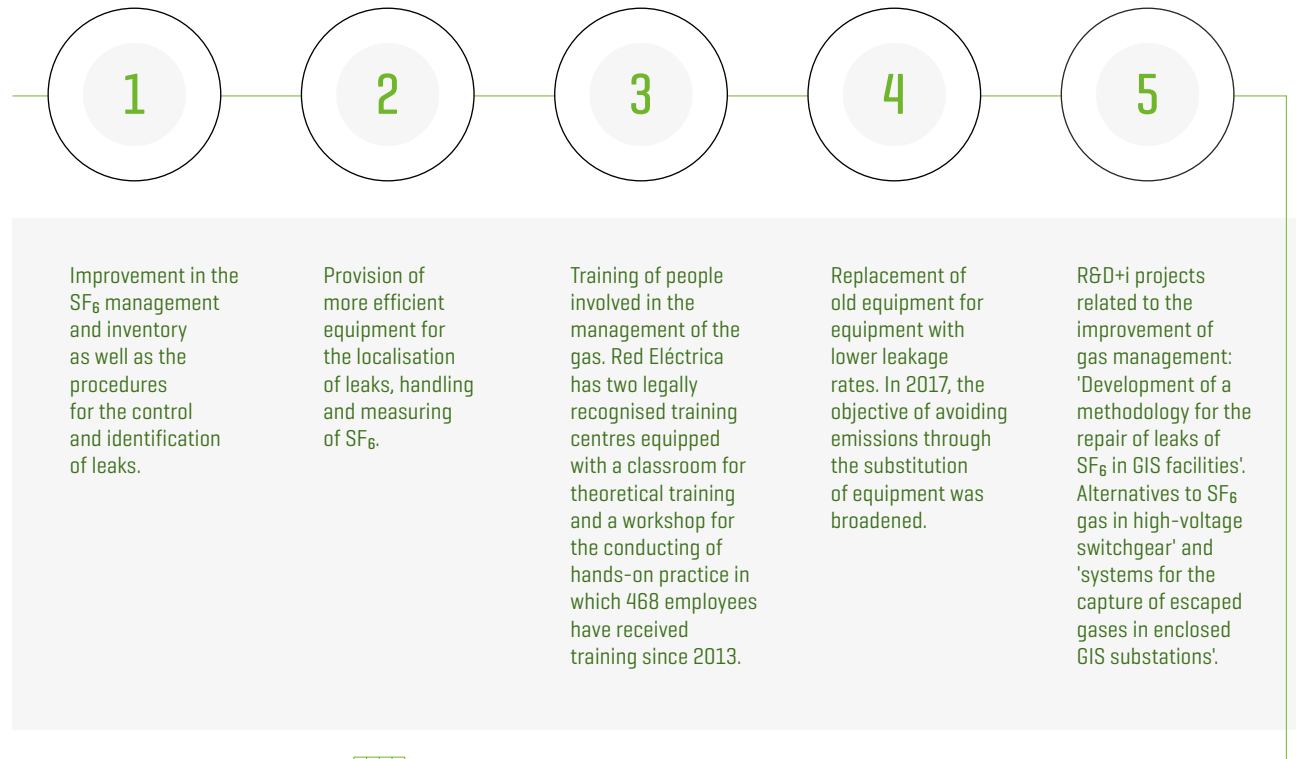 1
2
3
4
5
Improvement in the
SF₆ management
and inventory
as well as the
procedures
for the control
and identification
of leaks.
Provision of
more efficient
equipment for
the localisation
of leaks, handling
and measuring
of SF₆.
Training of people
involved in the
management of the
gas. Red Eléctrica
has two legally
recognised training
centres equipped
with a classroom for
theoretical training
and a workshop for
the conducting of
hands-on practice in
which 468 employees
have received
training since 2013.
Replacement of
old equipment for
equipment with
lower leakage
rates. In 2017, the
objective of avoiding
emissions through
the substitution
of equipment was
broadened.
R&D+i projects
related to the
improvement of
gas management:
'Development of a
methodology for the
repair of leaks of
SF₆ in GIS facilities'.
Alternatives to SF₆
gas in high-voltage
switchgear' and
'systems for the
capture of escaped
gases in enclosed
GIS substations'.